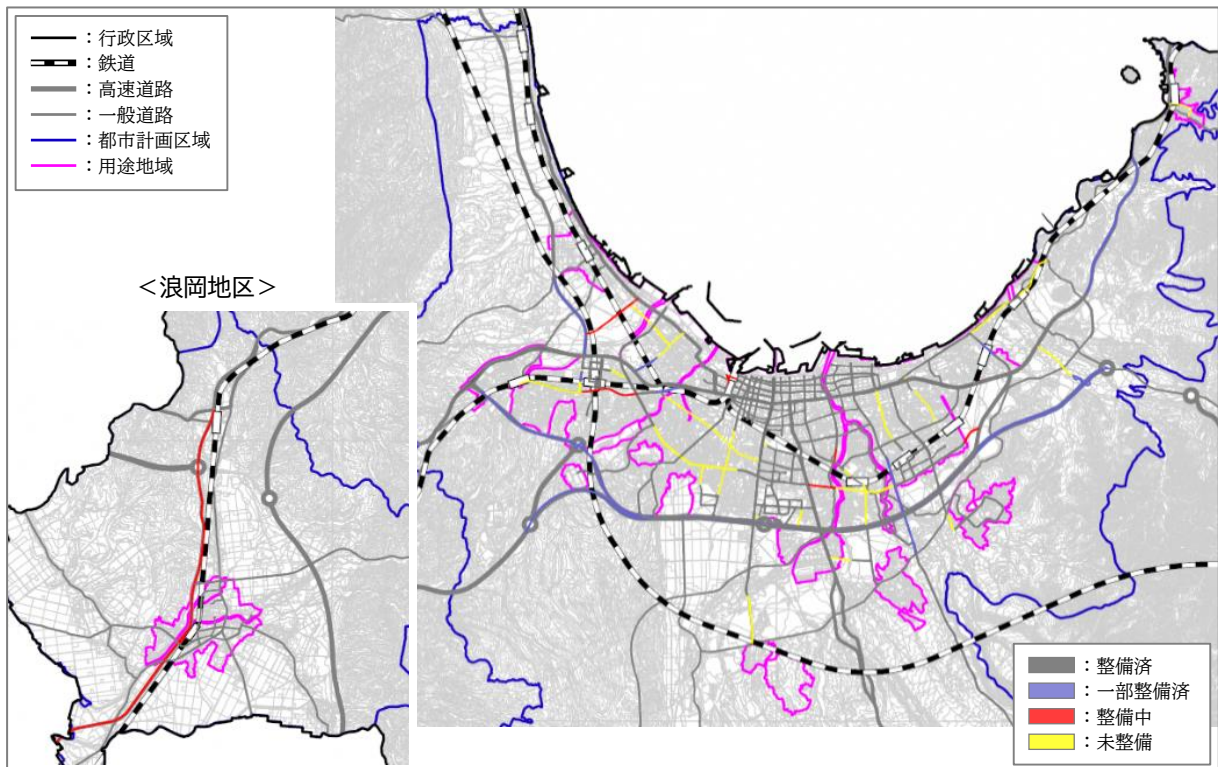 ：行政区域
：鉄道
：高速道路
：一般道路
：都市計画区域
：用途地域
＜浪岡地区＞
：整備済
：一部整備済
：整備中
：未整備